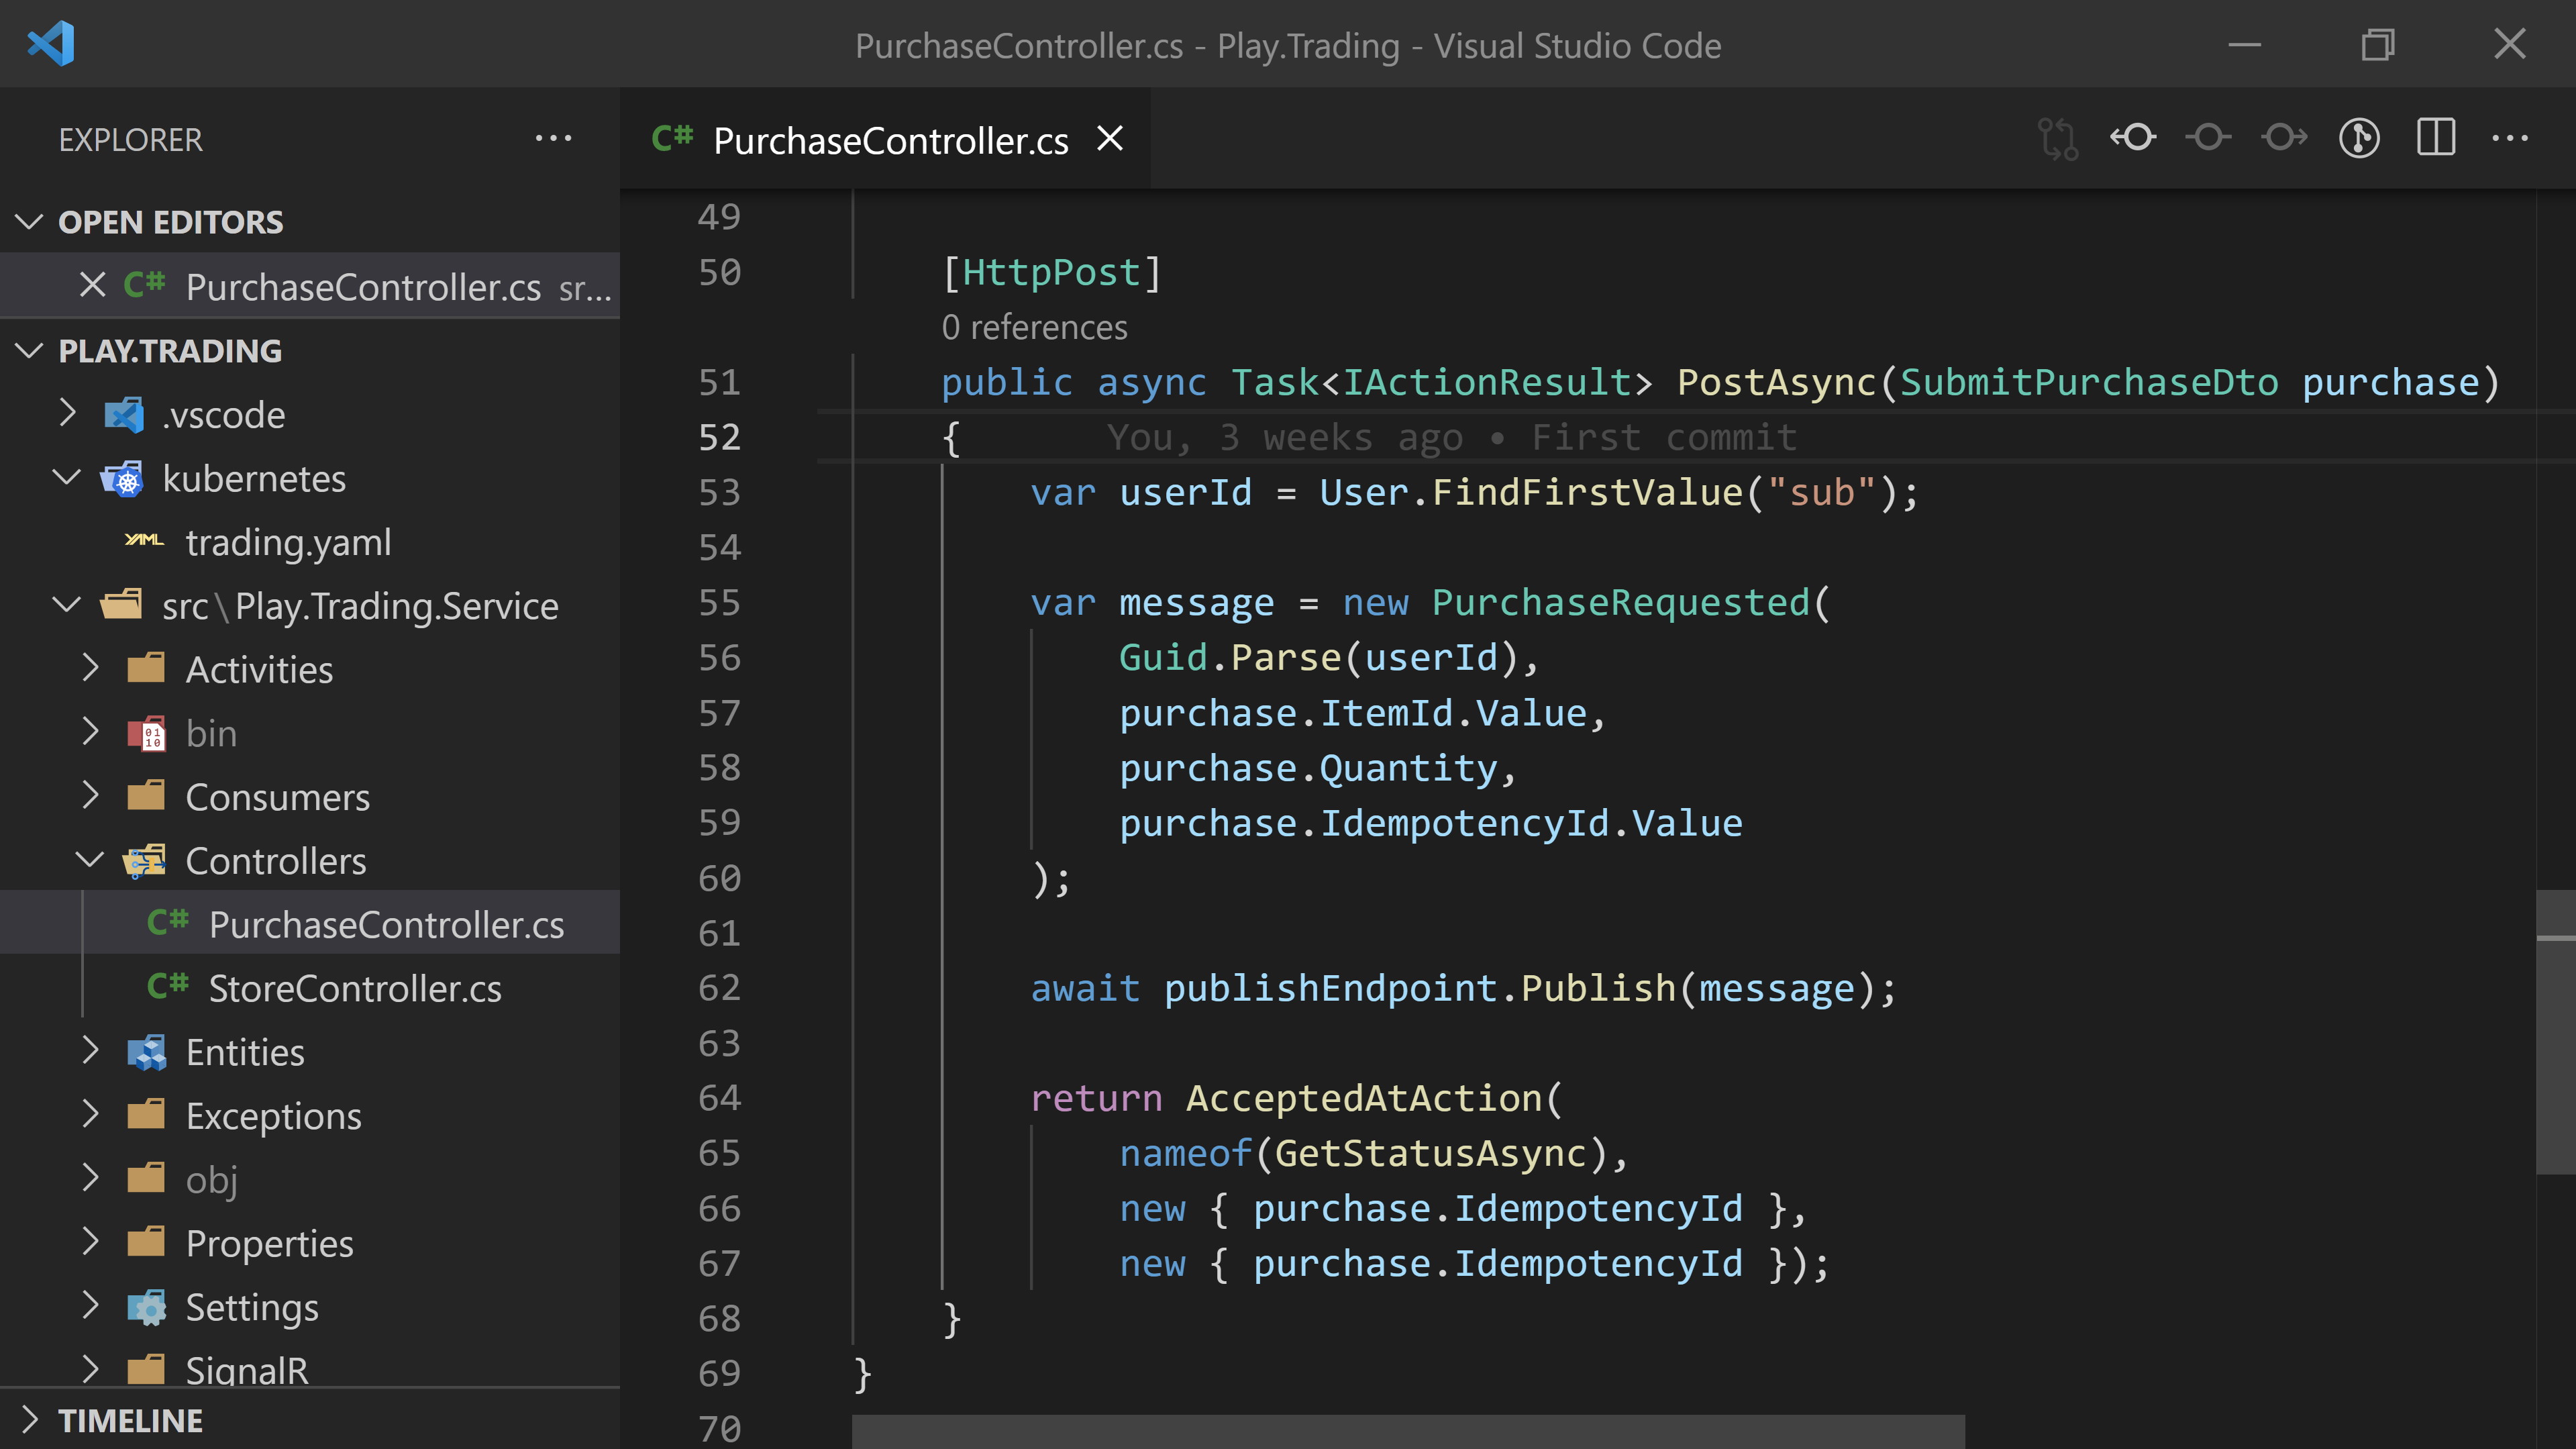 PurchaseController.cs - Play.Trading - Visual Studio Code
EXPLORER
OPEN EDITORS
C# PurchaseController.cs sr...
PLAY.TRADING
.vscode
kubernetes
YAML trading.yaml
src\Play.Trading.Service
Activities
bin
Consumers
Controllers
C# PurchaseController.cs
C# StoreController.cs
Entities
Exceptions
obj
Properties
Settings
SignalR
TIMELINE
C# PurchaseController.cs
49
50 [HttpPost]
0 references
51 public async Task<IActionResult> PostAsync(SubmitPurchaseDto purchase)
52 { You, 3 weeks ago • First commit
53 var userId = User.FindFirstValue("sub");
54
55 var message = new PurchaseRequested(
56 Guid.Parse(userId),
57 purchase.ItemId.Value,
58 purchase.Quantity,
59 purchase.IdempotencyId.Value
60 );
61
62 await publishEndpoint.Publish(message);
63
64 return AcceptedAtAction(
65 nameof(GetStatusAsync),
66 new { purchase.IdempotencyId },
67 new { purchase.IdempotencyId });
68 }
69 }
70